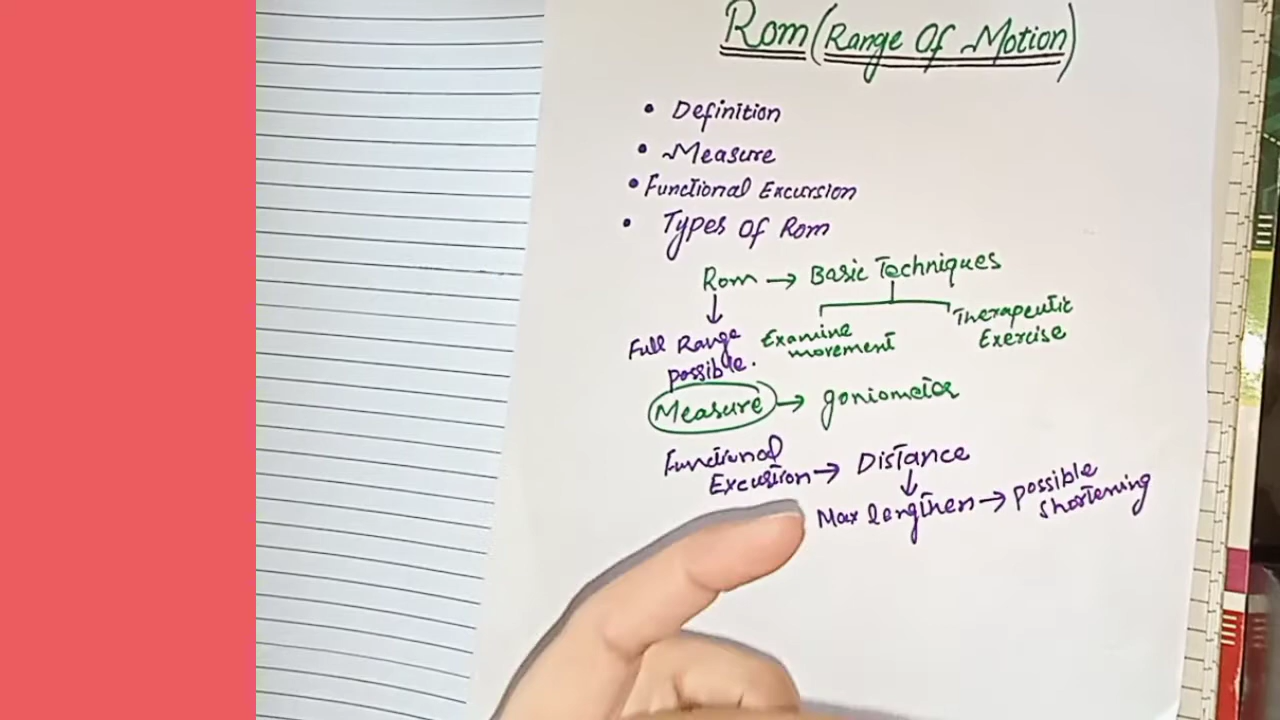 Rom (Range Of Motion)
• Definition
• Measure
• Functional Excursion
• Types Of Rom
Rom → Basic Techniques
Full Range possible.
Examine movement
Therapeutic Exercise
Measure → goniometer
Functional Excustion → Distance
Max lengthen → possible shortening